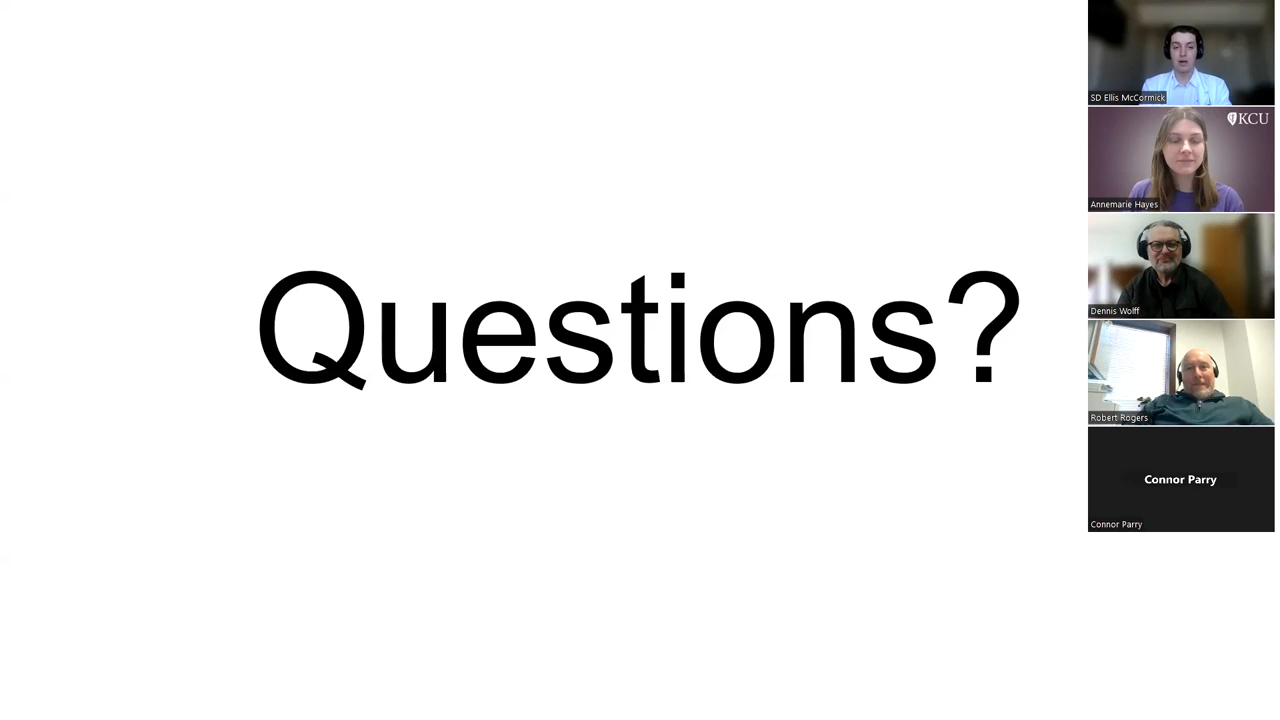 Questions?
SD Ellis McCormick
KCU
Annemarie Hayes
Dennis Wolff
Robert Rogers
Connor Parry
Connor Parry